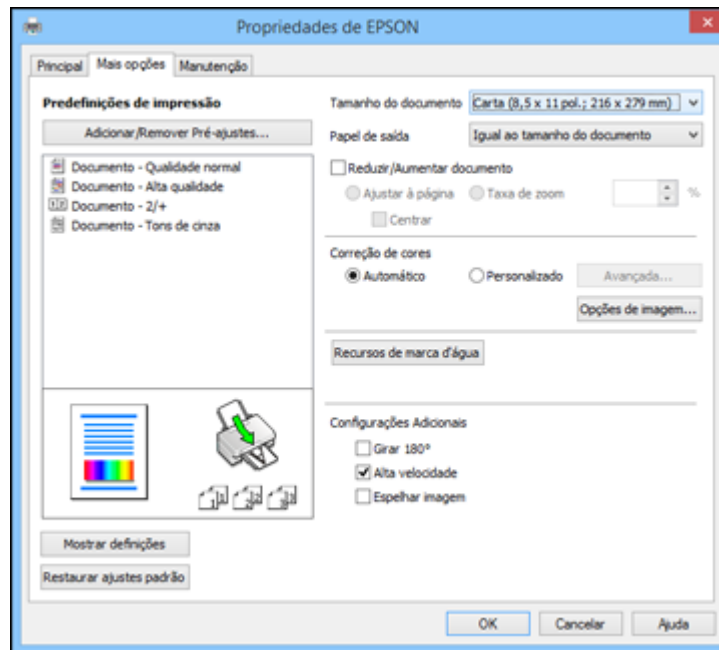 Propriedades de EPSON
Principal
Mais opções
Manutenção
Predefinições de impressão
Adicionar/Remover Pré-ajustes...
Documento - Qualidade normal
Documento - Alta qualidade
Documento - 2/+
Documento - Tons de cinza
Mostrar definições
Restaurar ajustes padrão
Tamanho do documento
Carta (8,5 x 11 pol.; 216 x 279 mm)
Papel de saída
Igual ao tamanho do documento
Reduzir/Aumentar documento
Ajustar à página
Taxa de zoom
%
Centrar
Correção de cores
Automático
Personalizado
Avançada...
Opções de imagem...
Recursos de marca d'água
Configurações Adicionais
Girar 180º
Alta velocidade
Espelhar imagem
OK
Cancelar
Ajuda